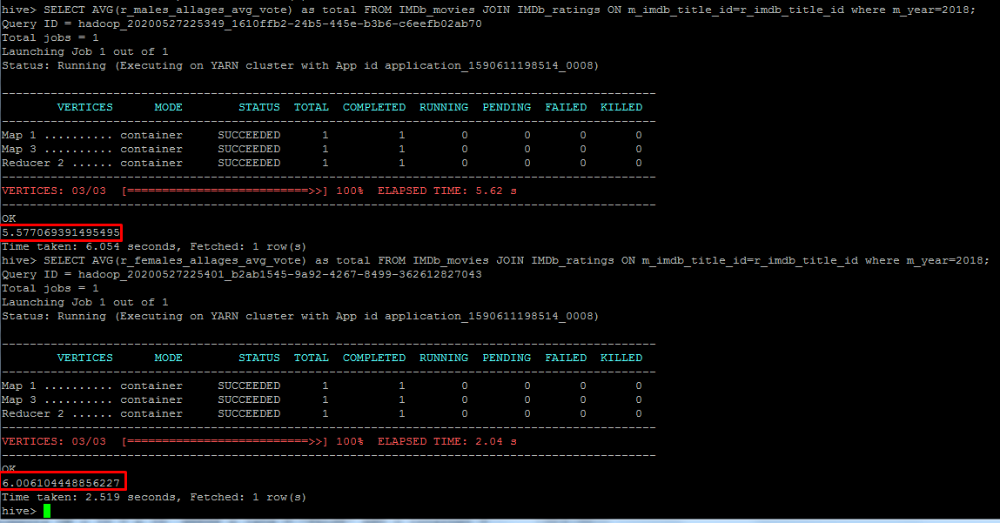 hive> SELECT AVG(r_males_allages_avg_vote) as total FROM IMDb_movies JOIN IMDb_ratings ON m_imdb_title_id=r_imdb_title_id where m_year=2018;
Query ID = hadoop_20200527225349_1610ffb2-24b5-445e-b3b6-c6eefb02ab70
Total jobs = 1
Launching Job 1 out of 1
Status: Running (Executing on YARN cluster with App id application_1590611198514_0008)
----------------------------------------------------------------------------------------------
VERTICES MODE STATUS TOTAL COMPLETED RUNNING PENDING FAILED KILLED
----------------------------------------------------------------------------------------------
Map 1 .......... container SUCCEEDED 1 1 0 0 0 0
Map 3 .......... container SUCCEEDED 1 1 0 0 0 0
Reducer 2 ...... container SUCCEEDED 1 1 0 0 0 0
----------------------------------------------------------------------------------------------
VERTICES: 03/03 [==========================>>] 100% ELAPSED TIME: 5.62 s
----------------------------------------------------------------------------------------------
OK
5.577069391495495
Time taken: 6.054 seconds, Fetched: 1 row(s)
hive> SELECT AVG(r_females_allages_avg_vote) as total FROM IMDb_movies JOIN IMDb_ratings ON m_imdb_title_id=r_imdb_title_id where m_year=2018;
Query ID = hadoop_20200527225401_b2ab1545-9a92-4267-8499-362612827043
Total jobs = 1
Launching Job 1 out of 1
Status: Running (Executing on YARN cluster with App id application_1590611198514_0008)
----------------------------------------------------------------------------------------------
VERTICES MODE STATUS TOTAL COMPLETED RUNNING PENDING FAILED KILLED
----------------------------------------------------------------------------------------------
Map 1 .......... container SUCCEEDED 1 1 0 0 0 0
Map 3 .......... container SUCCEEDED 1 1 0 0 0 0
Reducer 2 ...... container SUCCEEDED 1 1 0 0 0 0
----------------------------------------------------------------------------------------------
VERTICES: 03/03 [==========================>>] 100% ELAPSED TIME: 2.04 s
----------------------------------------------------------------------------------------------
OK
6.006104448856227
Time taken: 2.519 seconds, Fetched: 1 row(s)
hive>